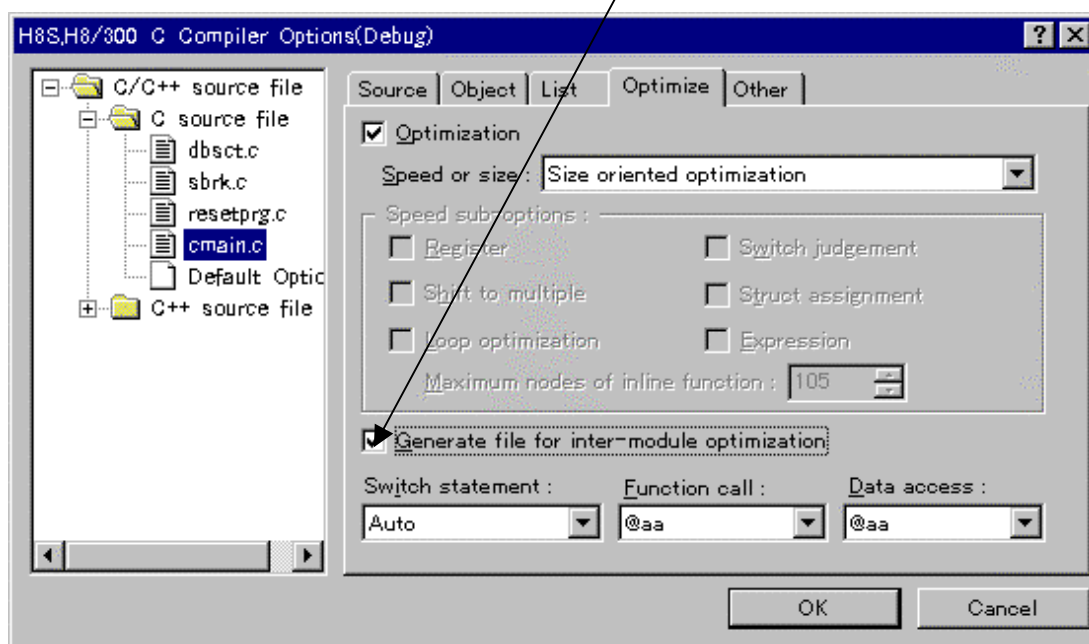 H8S,H8/300 C Compiler Options(Debug)
C/C++ source file
C source file
dbsct.c
sbrk.c
resetprg.c
cmain.c
Default Optic
C++ source file
Source Object List Optimize Other
Optimization
Speed or size : Size oriented optimization
Speed sub-options :
Register Switch judgement
Shift to multiple Struct assignment
Loop optimization Expression
Maximum nodes of inline function : 105
Generate file for inter-module optimization
Switch statement : Function call : Data access :
Auto @aa @aa
OK Cancel